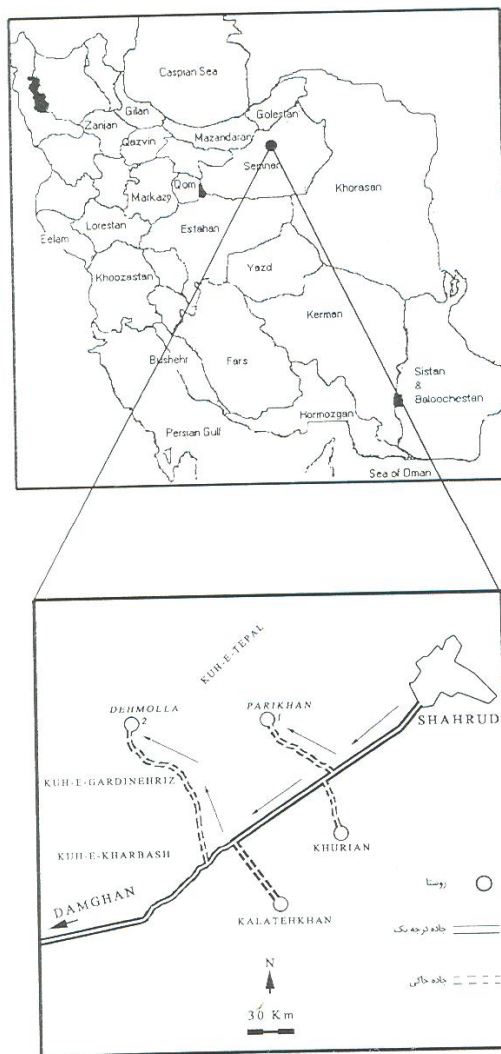 Caspian Sea
Golestan
Gilan
Zanjan
Mazandaran
Qazvin
Semnan
Khorasan
Qom
Markazy
Lorestan
Estahan
Eelam
Yazd
Khoozastan
Kerman
Bushehr
Fars
Sistan
&
Baloochestan
Hormozgan
Persian Gulf
Sea of Oman
KUH-E-TEPAL
DEHMOLLA
2
PARIKHAN
1
SHAHRUD
KUH-E-GARDINEHRIZ
KHURIAN
KUH-E-KHARBASH
روستا
DAMGHAN
KALATEHKHAN
جاده درجه یک
N
جاده خاکی
30 Km